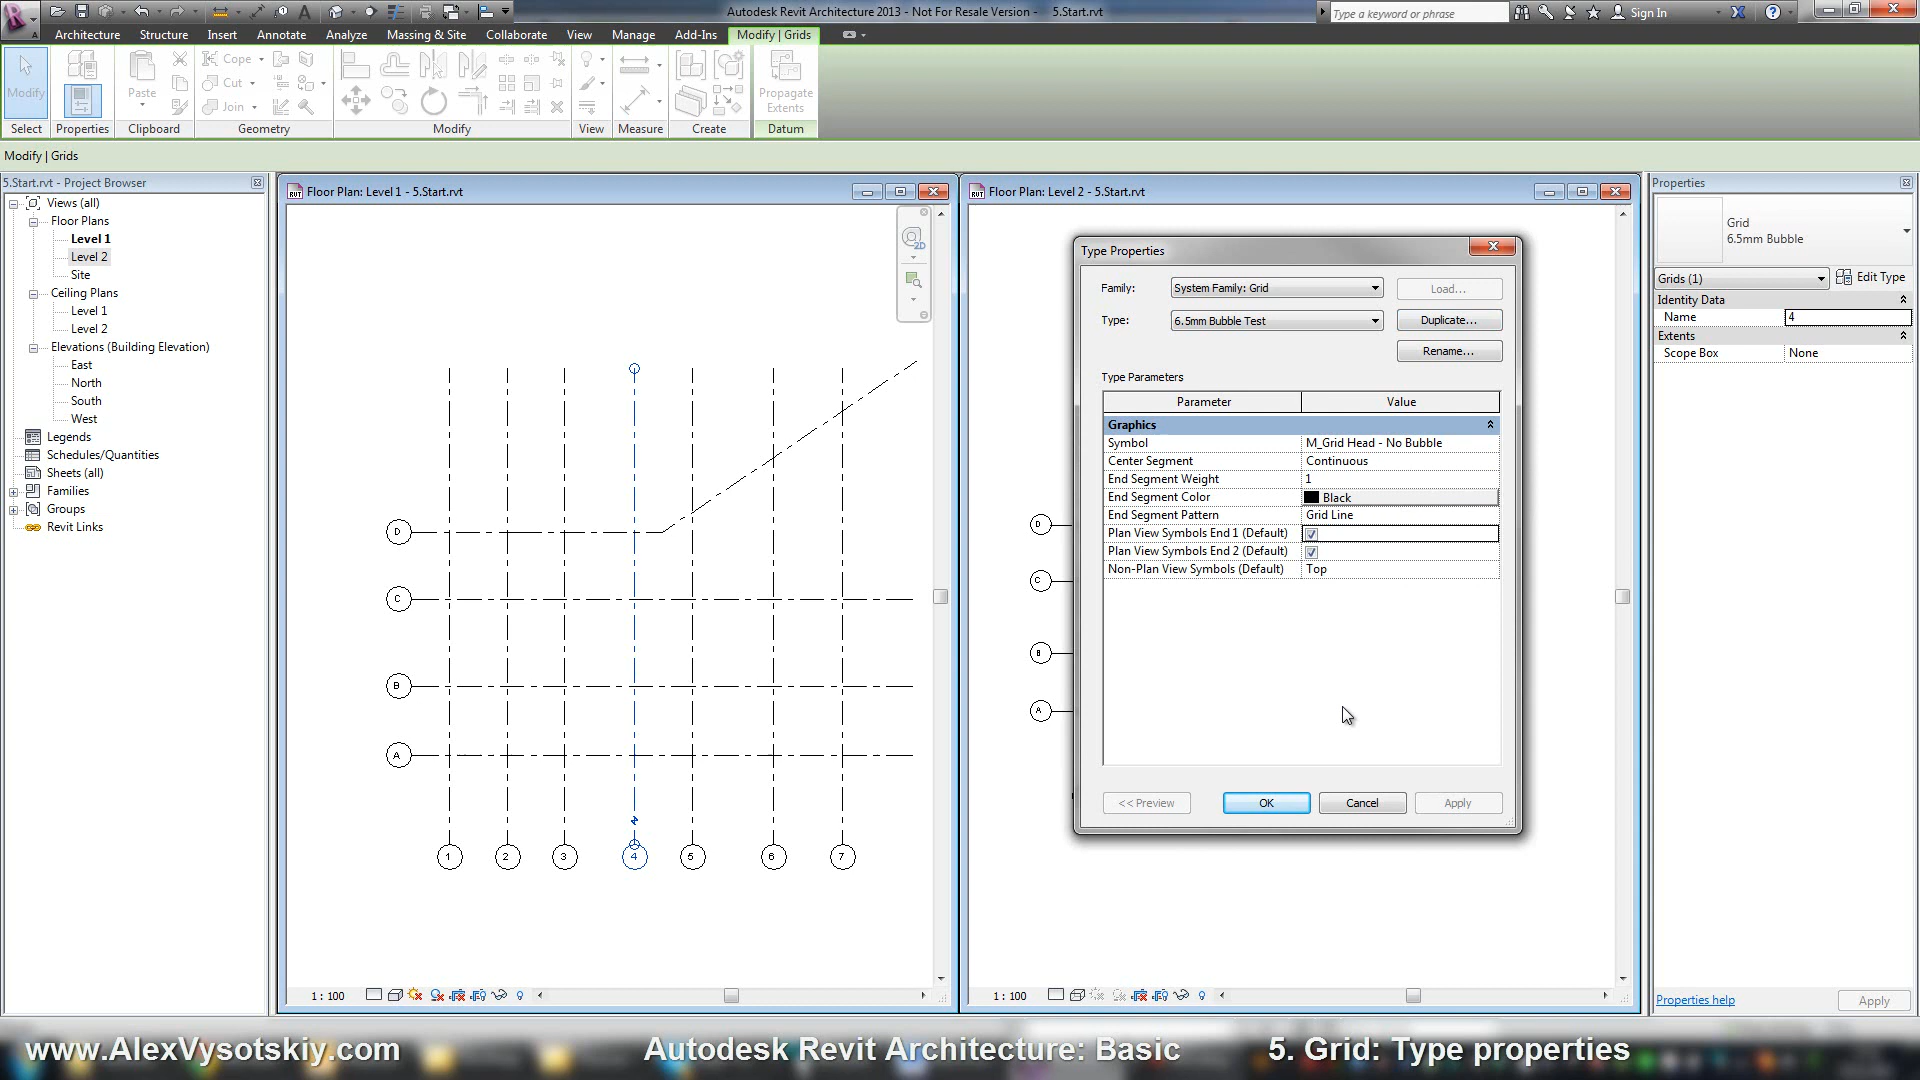 Autodesk Revit Architecture 2013 - Not For Resale Version - 5.Start.rvt
Type a keyword or phrase
Sign In
Architecture Structure Insert Annotate Analyze Massing & Site Collaborate View Manage Add-Ins Modify | Grids
Modify
Paste
Cope
Cut
Join
Propagate
Extents
Select Properties Clipboard Geometry Modify View Measure Create Datum
Modify | Grids
5.Start.rvt - Project Browser
Views (all)
Floor Plans
Level 1
Level 2
Site
Ceiling Plans
Level 1
Level 2
Elevations (Building Elevation)
East
North
South
West
Legends
Schedules/Quantities
Sheets (all)
Families
Groups
Revit Links
Floor Plan: Level 1 - 5.Start.rvt
2D
D
C
B
A
1 2 3 4 5 6 7
1 : 100
Floor Plan: Level 2 - 5.Start.rvt
D
C
B
A
1 : 100
Type Properties
Family: System Family: Grid Load...
Type: 6.5mm Bubble Test Duplicate...
Rename...
Type Parameters
Parameter Value
Graphics
Symbol M_Grid Head - No Bubble
Center Segment Continuous
End Segment Weight 1
End Segment Color Black
End Segment Pattern Grid Line
Plan View Symbols End 1 (Default)
Plan View Symbols End 2 (Default)
Non-Plan View Symbols (Default) Top
<< Preview OK Cancel Apply
Properties
Grid
6.5mm Bubble
Grids (1) Edit Type
Identity Data
Name 4
Extents
Scope Box None
Properties help Apply
www.AlexVysotskiy.com Autodesk Revit Architecture: Basic 5. Grid: Type properties